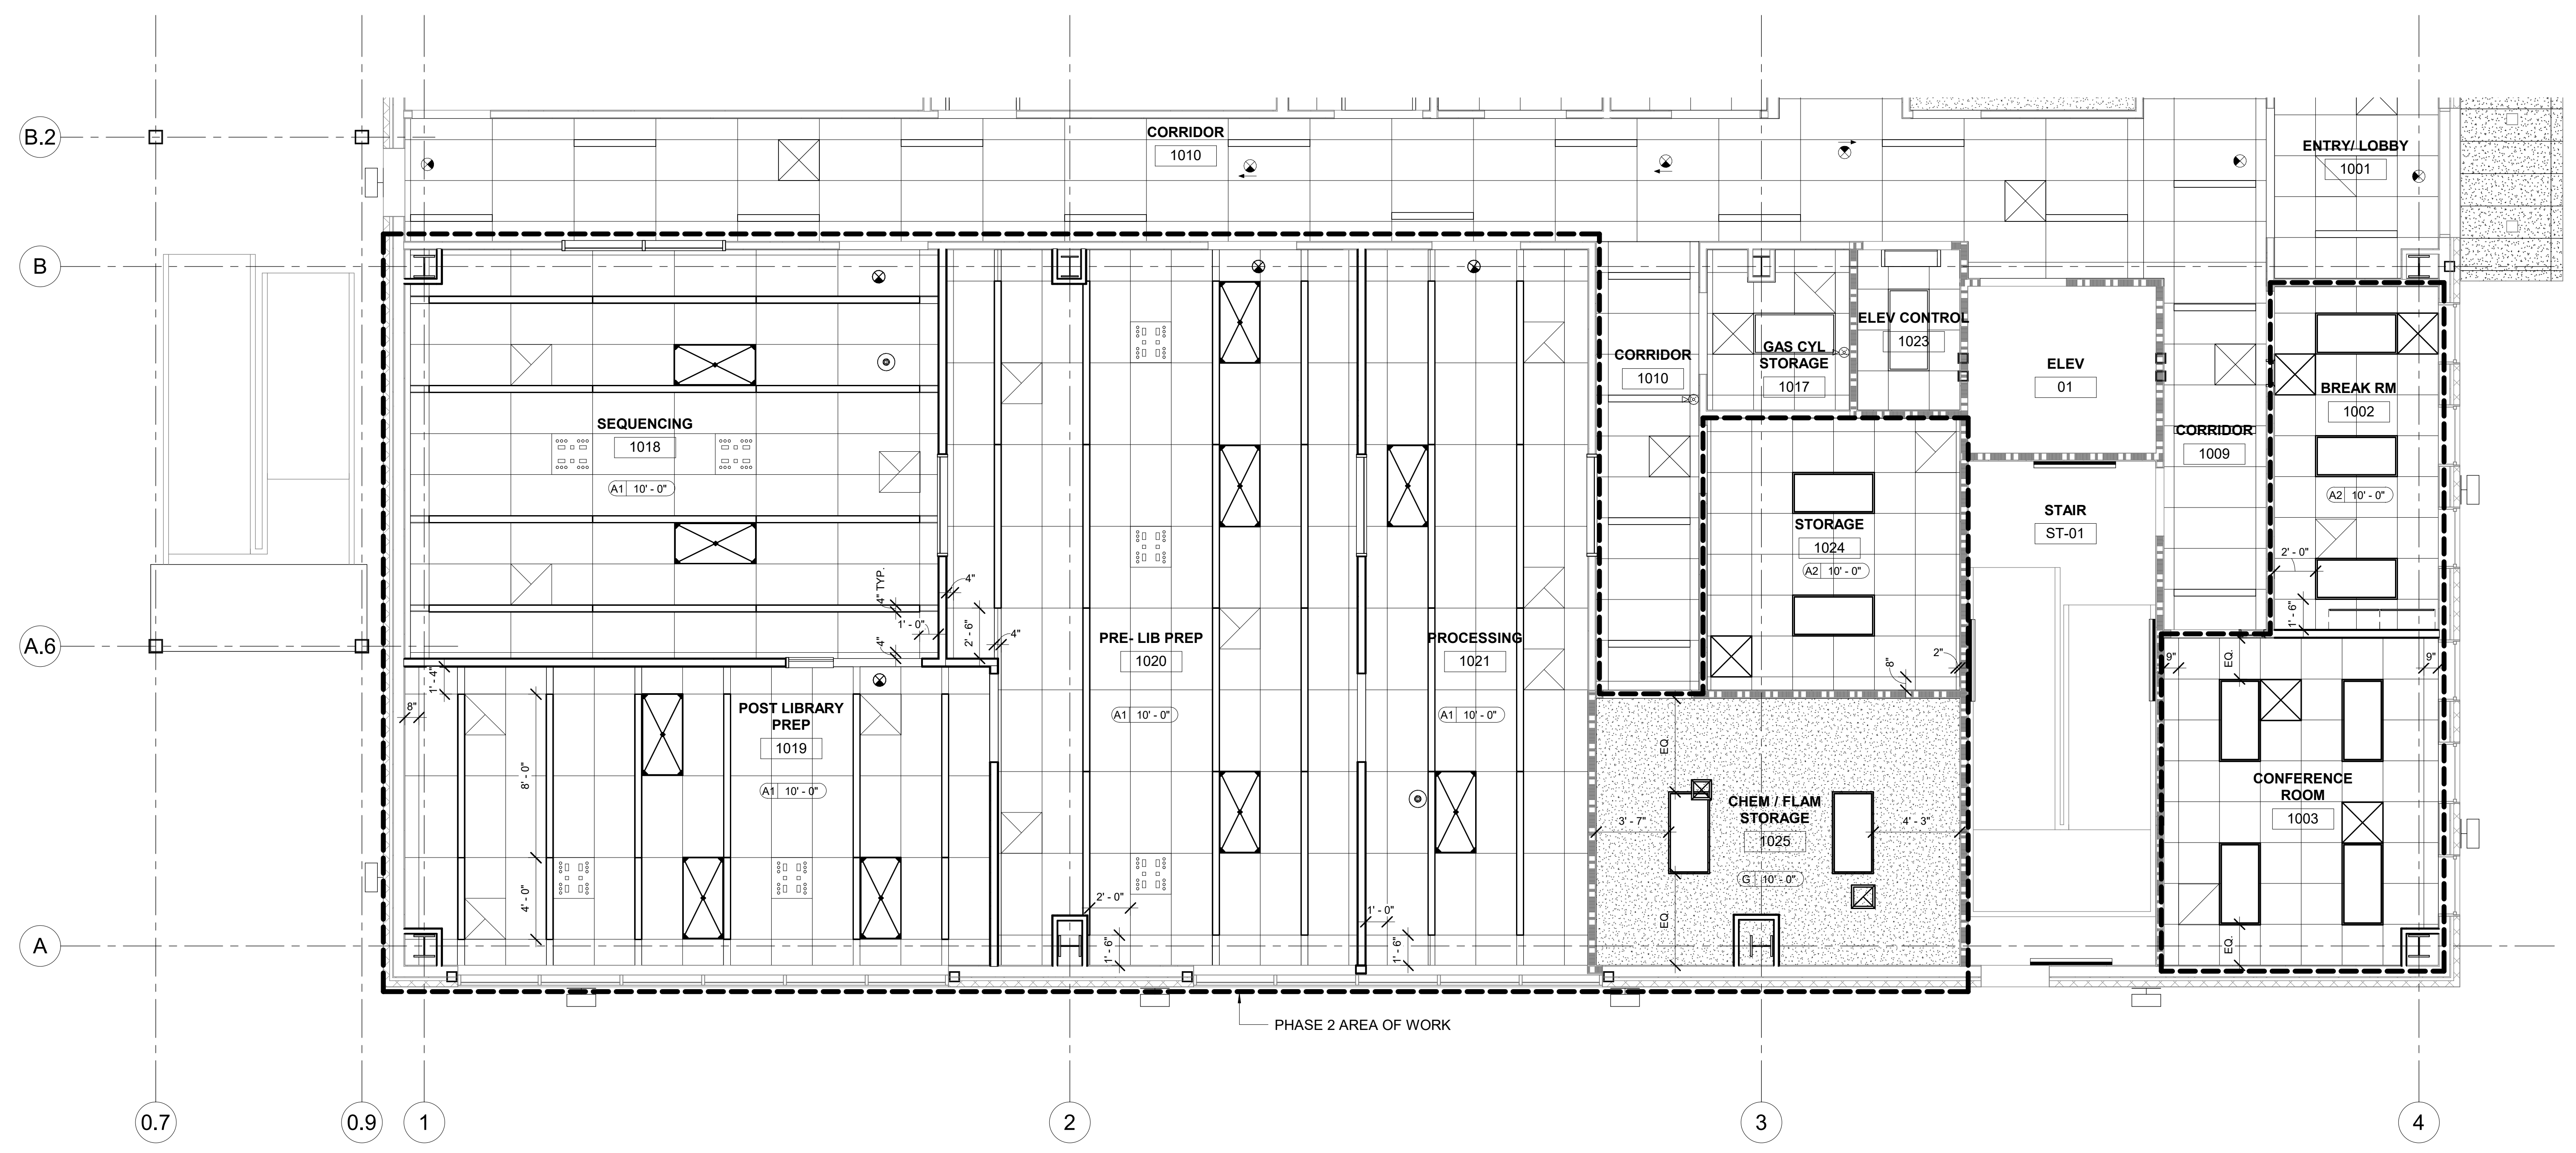 B.2
CORRIDOR
1010
ENTRY/ LOBBY
1001
B
ELEV CONTROL
1023
GAS CYL
STORAGE
1017
CORRIDOR
1010
ELEV
01
BREAK RM
1002
A2 10' - 0"
SEQUENCING
1018
A1 10' - 0"
CORRIDOR
1009
STAIR
ST-01
STORAGE
1024
A2 10' - 0"
2' - 0"
1' - 6"
4" TYP.
4"
1' - 0"
4"
2' - 6"
4"
A.6
PRE- LIB PREP
1020
A1 10' - 0"
PROCESSING
1021
A1 10' - 0"
8"
2"
9"
EQ.
9"
1' - 4"
8"
POST LIBRARY
PREP
1019
A1 10' - 0"
8' - 0"
4' - 0"
EQ.
CHEM / FLAM
STORAGE
1025
G 10' - 0"
3' - 7"
4' - 3"
EQ.
CONFERENCE
ROOM
1003
EQ.
2' - 0"
1' - 6"
1' - 0"
1' - 6"
A
PHASE 2 AREA OF WORK
0.7
0.9
1
2
3
4